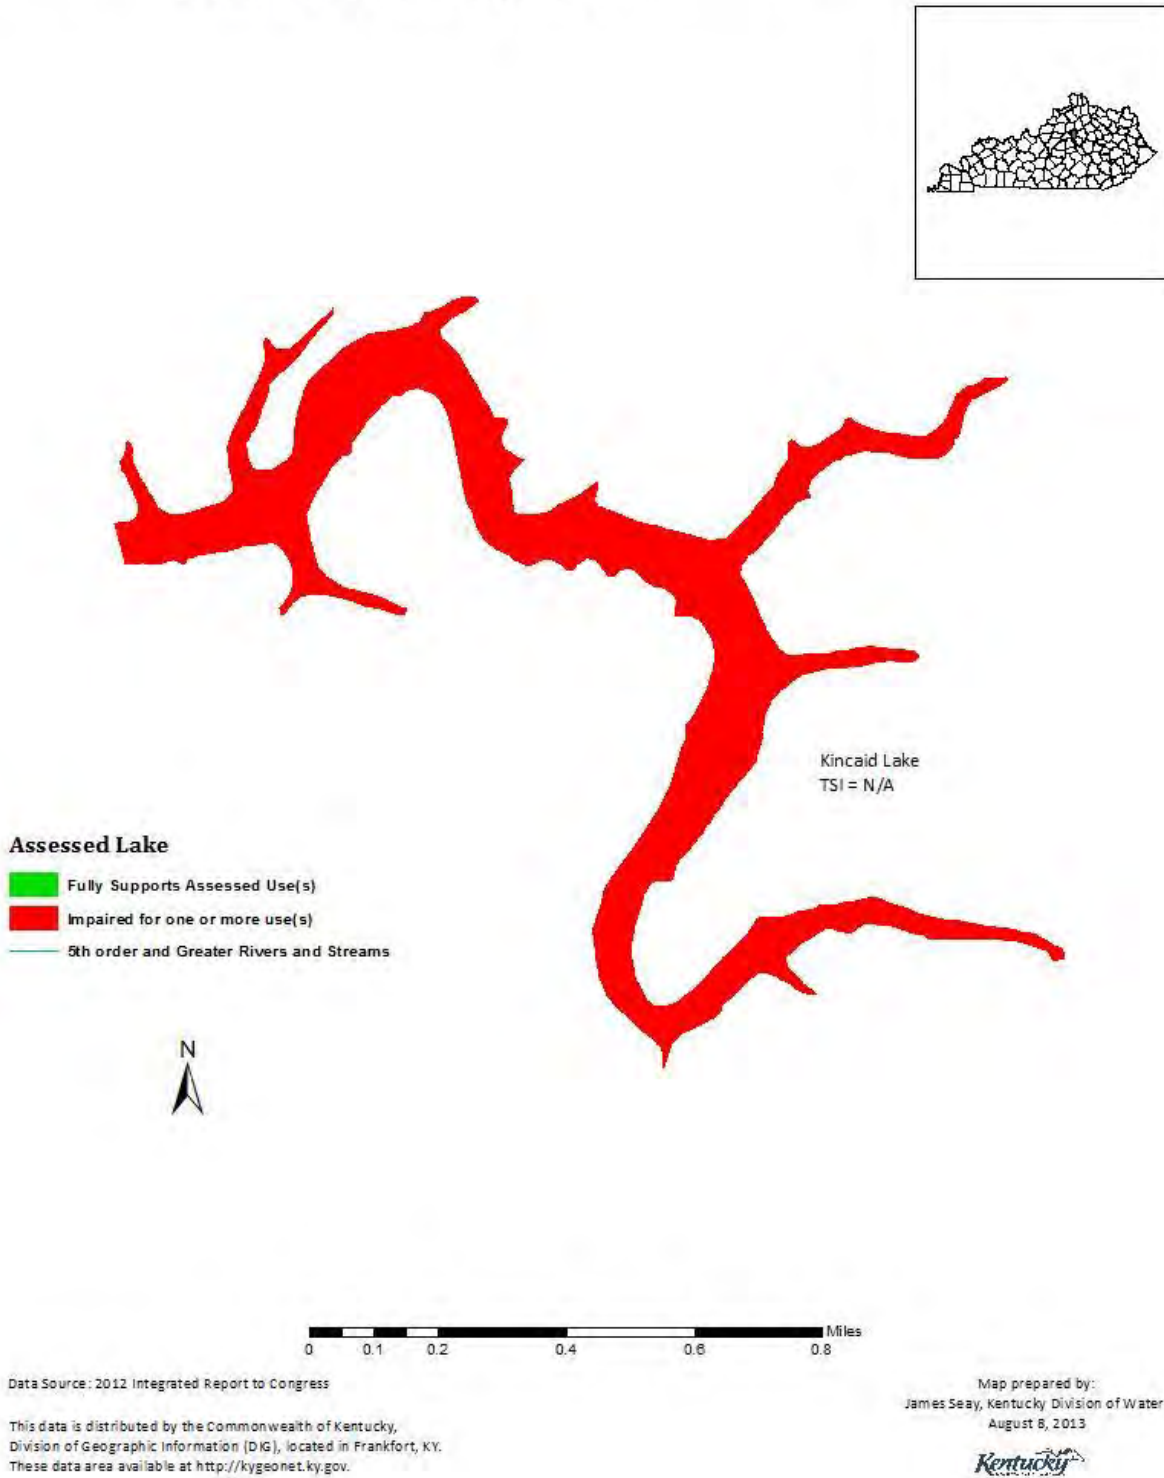 Kincaid Lake
TSI = N/A
Assessed Lake
Fully Supports Assessed Use(s)
Impaired for one or more use(s)
5th order and Greater Rivers and Streams
N
Miles
0 0.1 0.2 0.4 0.6 0.8
Data Source: 2012 Integrated Report to Congress
This data is distributed by the Commonwealth of Kentucky,
Division of Geographic Information (DIG), located in Frankfort, KY.
These data area available at http://kygeonet.ky.gov.
Map prepared by:
James Seay, Kentucky Division of Water
August 8, 2013
Kentucky